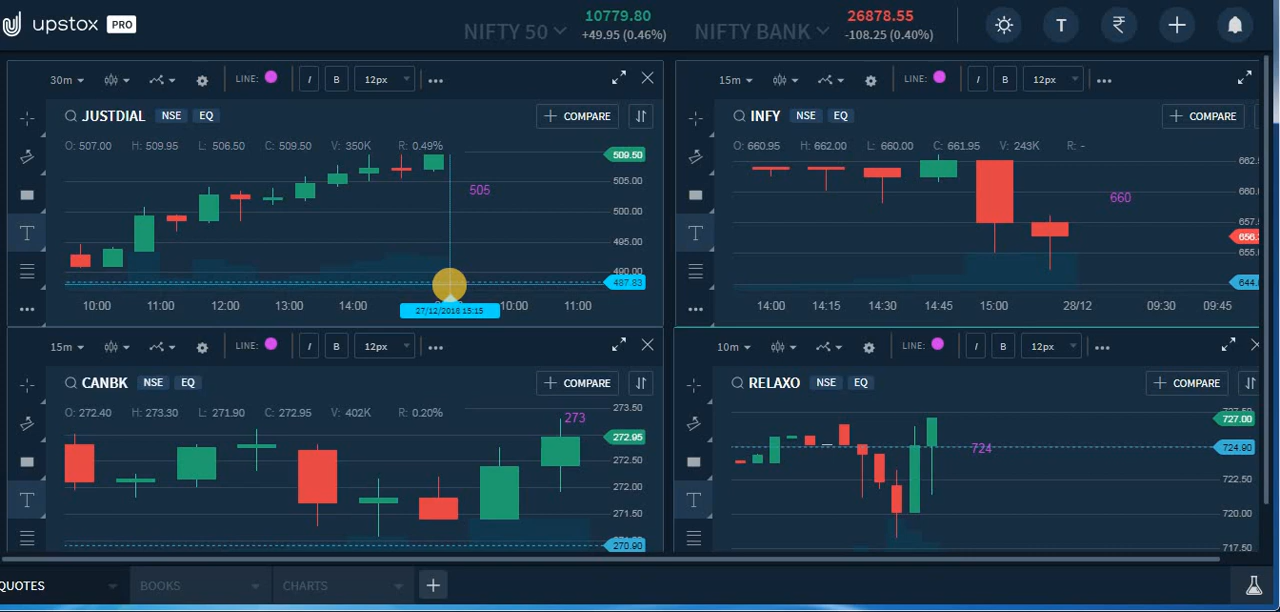 upstox PRO
NIFTY 50 10779.80 +49.95 (0.46%)
NIFTY BANK 26878.55 -108.25 (0.40%)
T ₹
30m LINE: I B 12px
JUSTDIAL NSE EQ COMPARE
O: 507.00 H: 509.95 L: 506.50 C: 509.50 V: 350K R: 0.49%
509.50
505.00
505
500.00
495.00
490.00
487.83
10:00 11:00 12:00 13:00 14:00 10:00 11:00
27/12/2018 15:15
T
15m LINE: I B 12px
INFY NSE EQ COMPARE
O: 660.95 H: 662.00 L: 660.00 C: 661.95 V: 243K R: -
662.
660.
660
657.
656.
655.
644.
14:00 14:15 14:30 14:45 15:00 28/12 09:30 09:45
T
15m LINE: I B 12px
CANBK NSE EQ COMPARE
O: 272.40 H: 273.30 L: 271.90 C: 272.95 V: 402K R: 0.20%
273.50
273
272.95
272.50
272.00
271.50
270.90
T
10m LINE: I B 12px
RELAXO NSE EQ COMPARE
727.00
724.90
724
722.50
720.00
717.50
T
QUOTES BOOKS CHARTS